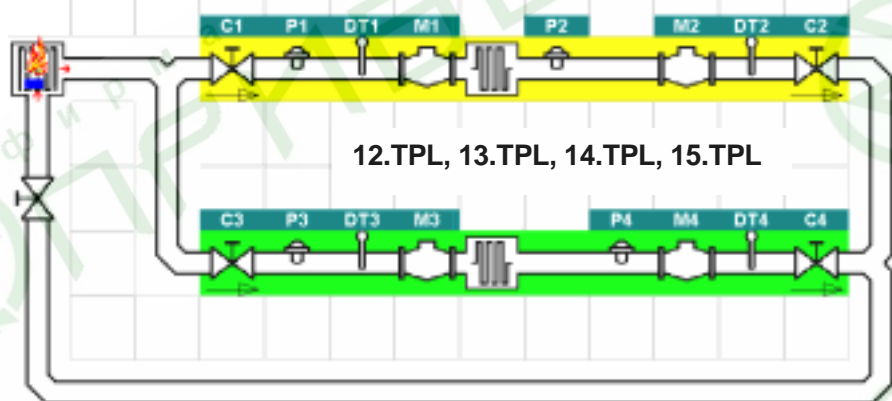 C1 P1 DT1 M1 P2 M2 DT2 C2
12.TPL, 13.TPL, 14.TPL, 15.TPL
C3 P3 DT3 M3 P4 M4 DT4 C4
фирма